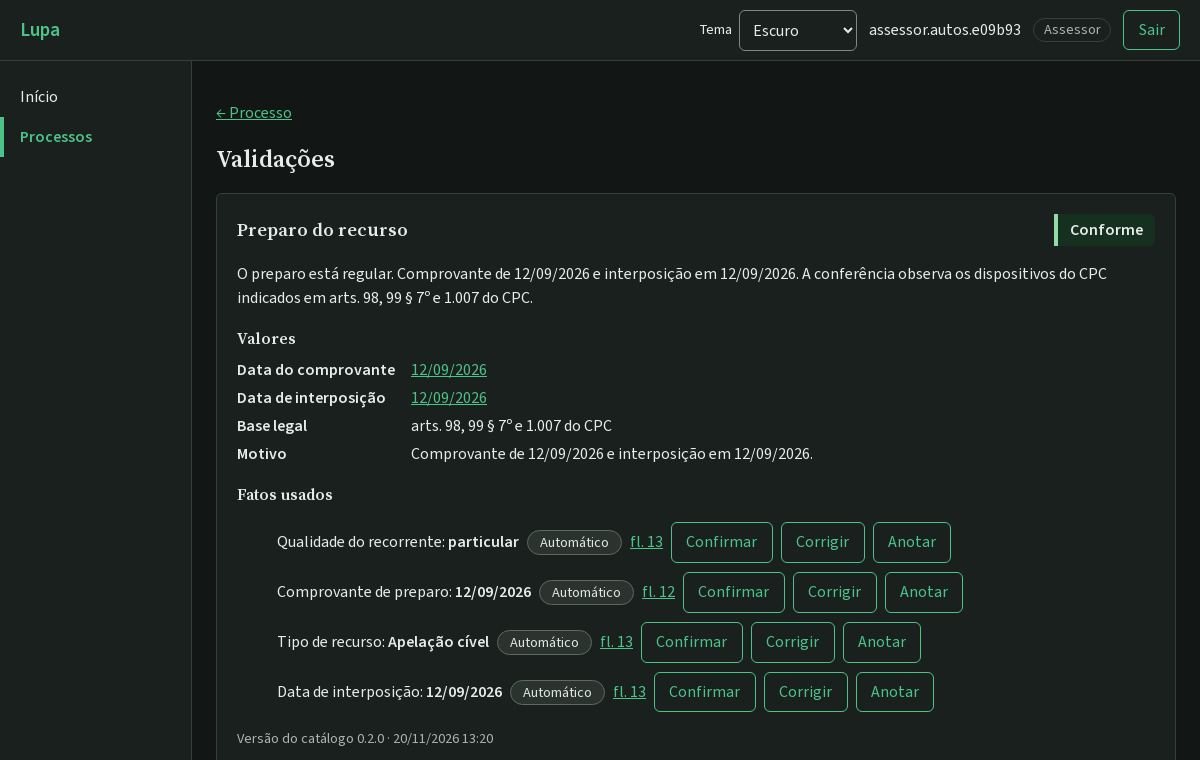 Lupa
Tema Escuro assessor.autos.e09b93 Assessor Sair
Início
Processos
← Processo
Validações
Preparo do recurso Conforme
O preparo está regular. Comprovante de 12/09/2026 e interposição em 12/09/2026. A conferência observa os dispositivos do CPC
indicados em arts. 98, 99 § 7º e 1.007 do CPC.
Valores
Data do comprovante 12/09/2026
Data de interposição 12/09/2026
Base legal arts. 98, 99 § 7º e 1.007 do CPC
Motivo Comprovante de 12/09/2026 e interposição em 12/09/2026.
Fatos usados
Qualidade do recorrente: particular Automático fl. 13 Confirmar Corrigir Anotar
Comprovante de preparo: 12/09/2026 Automático fl. 12 Confirmar Corrigir Anotar
Tipo de recurso: Apelação cível Automático fl. 13 Confirmar Corrigir Anotar
Data de interposição: 12/09/2026 Automático fl. 13 Confirmar Corrigir Anotar
Versão do catálogo 0.2.0 · 20/11/2026 13:20